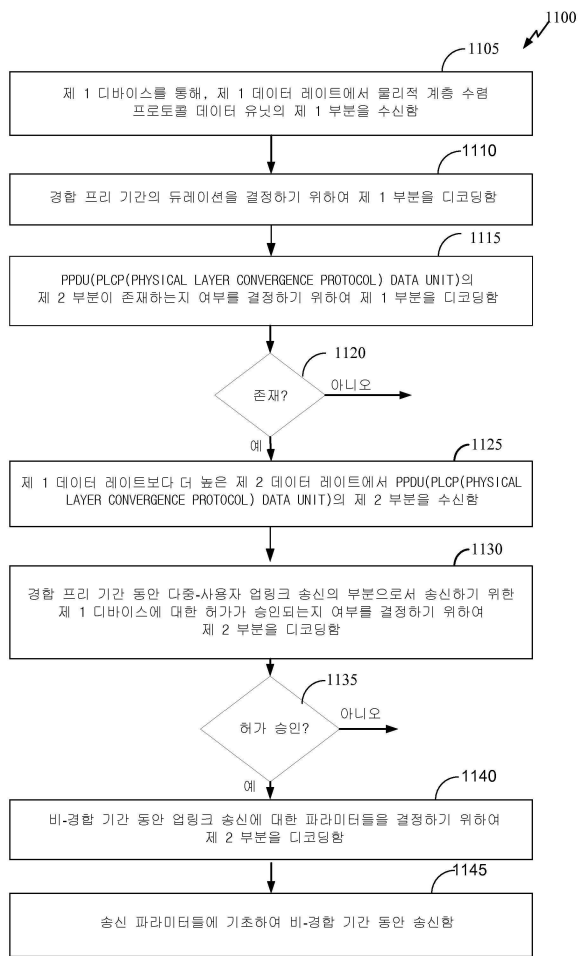 1100
1105
제 1 디바이스를 통해, 제 1 데이터 레이트에서 물리적 계층 수렴
프로토콜 데이터 유닛의 제 1 부분을 수신함
1110
경합 프리 기간의 듀레이션을 결정하기 위하여 제 1 부분을 디코딩함
1115
PPDU(PLCP(PHYSICAL LAYER CONVERGENCE PROTOCOL) DATA UNIT)의
제 2 부분이 존재하는지 여부를 결정하기 위하여 제 1 부분을 디코딩함
1120
존재?
아니오
예
1125
제 1 데이터 레이트보다 더 높은 제 2 데이터 레이트에서 PPDU(PLCP(PHYSICAL
LAYER CONVERGENCE PROTOCOL) DATA UNIT)의 제 2 부분을 수신함
1130
경합 프리 기간 동안 다중-사용자 업링크 송신의 부분으로서 송신하기 위한
제 1 디바이스에 대한 허가가 승인되는지 여부를 결정하기 위하여
제 2 부분을 디코딩함
1135
허가 승인?
아니오
예
1140
비-경합 기간 동안 업링크 송신에 대한 파라미터들을 결정하기 위하여
제 2 부분을 디코딩함
1145
송신 파라미터들에 기초하여 비-경합 기간 동안 송신함